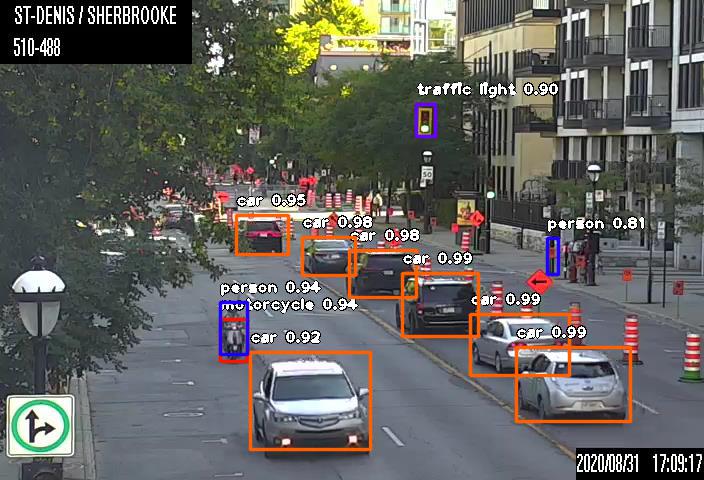 ST-DENIS / SHERBROOKE
510-488
traffic light 0.90
car 0.95
car 0.98
car 0.98
person 0.81
car 0.99
person 0.94
motorcycle 0.94
car 0.99
car 0.92
car 0.99
50
2020/08/31 17:09:17